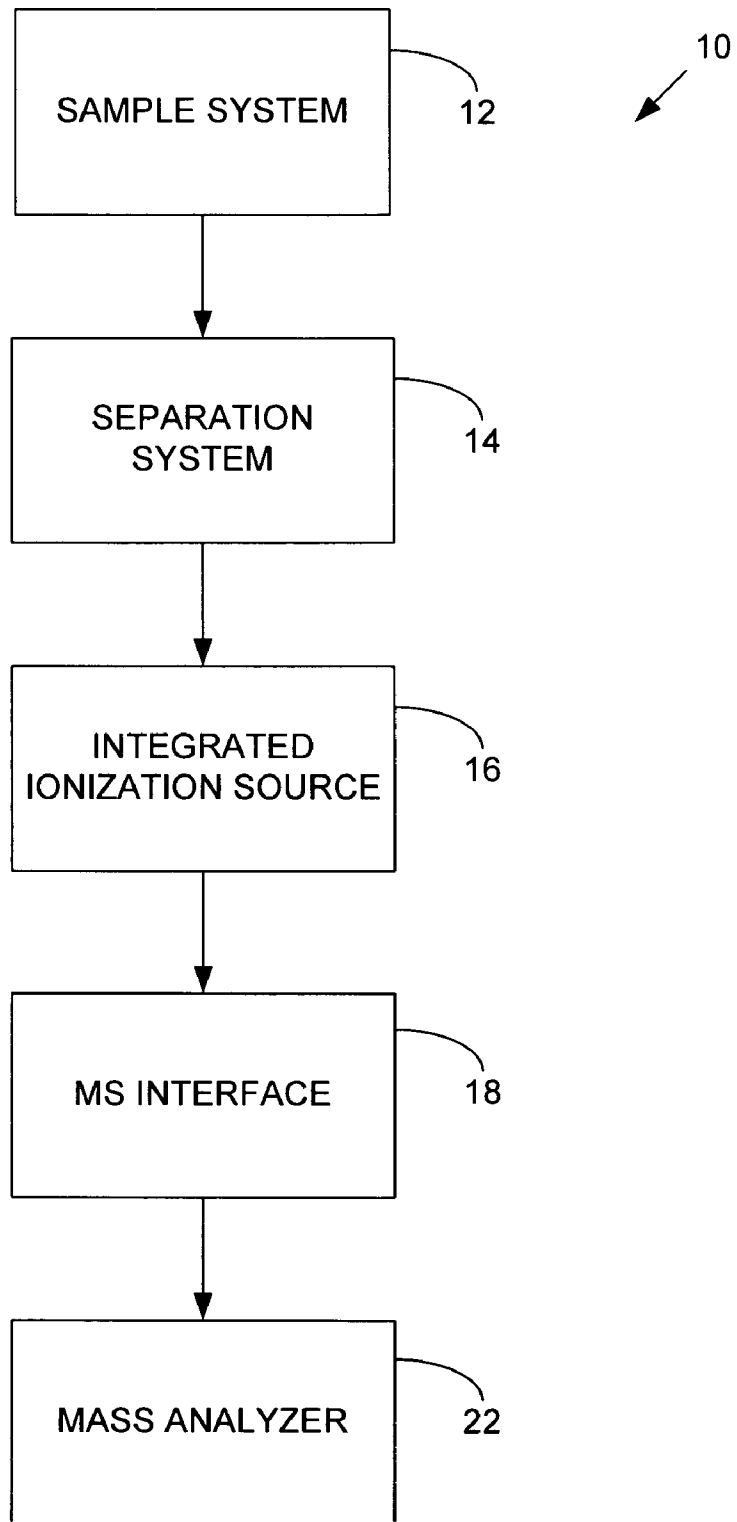 10
SAMPLE SYSTEM
12
SEPARATION
SYSTEM
14
INTEGRATED
IONIZATION SOURCE
16
MS INTERFACE
18
MASS ANALYZER
22